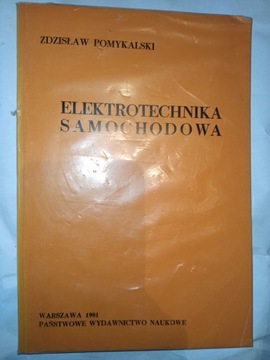 ZDZISŁAW POMYKALSKI
ELEKTROTECHNIKA
SAMOCHODOWA
WARSZAWA 1981
PAŃSTWOWE WYDAWNICTWO NAUKOWE